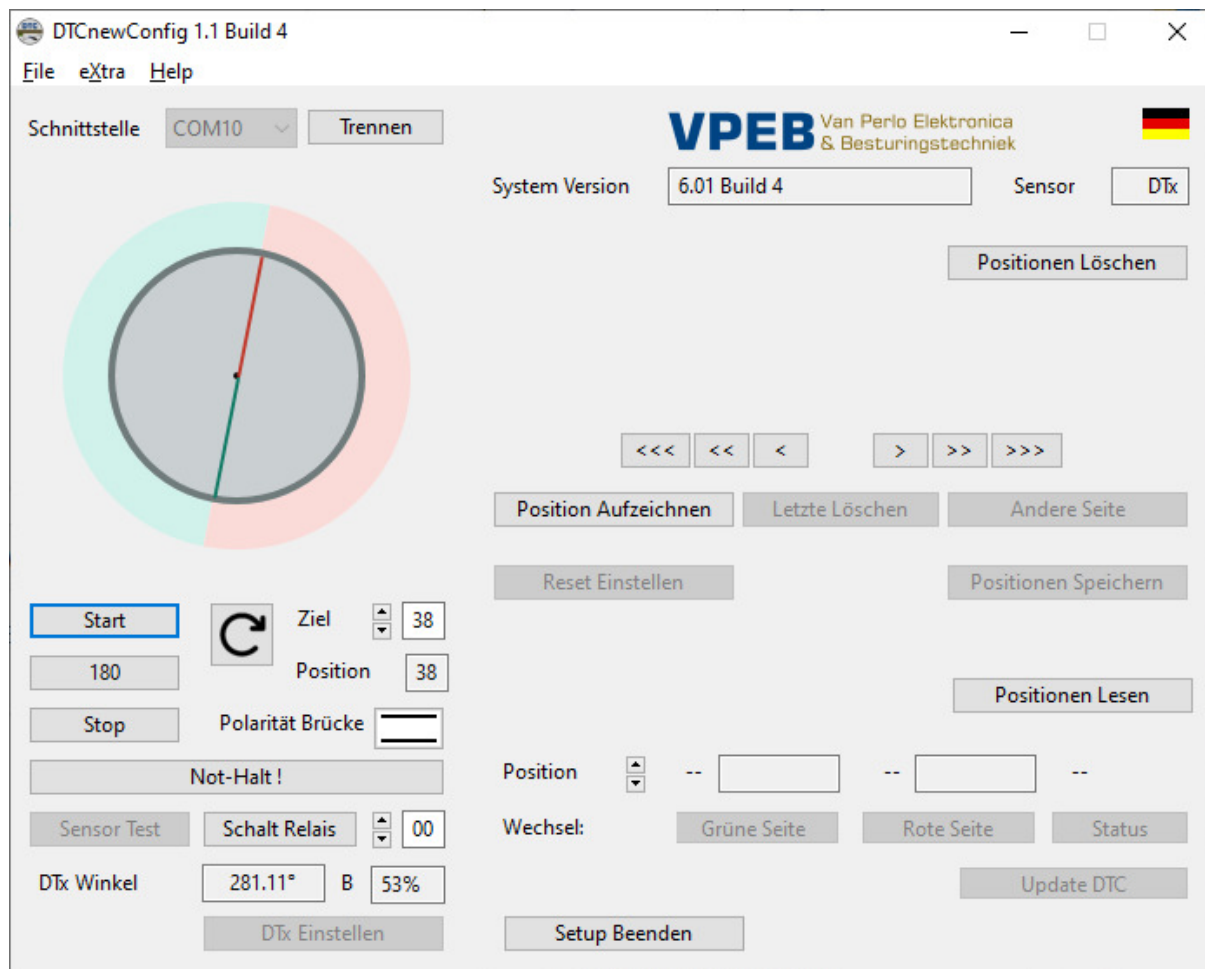 DTCnewConfig 1.1 Build 4
File eXtra Help
Schnittstelle COM10 Trennen
VPEB Van Perlo Elektronica
& Besturingstechniek
System Version 6.01 Build 4 Sensor DTx
Positionen Löschen
<<< << < > >> >>>
Position Aufzeichnen Letzte Löschen Andere Seite
Reset Einstellen Positionen Speichern
Start Ziel 38
180 Position 38
Positionen Lesen
Stop Polarität Brücke
Not-Halt !
Position -- -- --
Sensor Test Schalt Relais 00
Wechsel: Grüne Seite Rote Seite Status
DTx Winkel 281.11° B 53%
Update DTC
DTx Einstellen
Setup Beenden